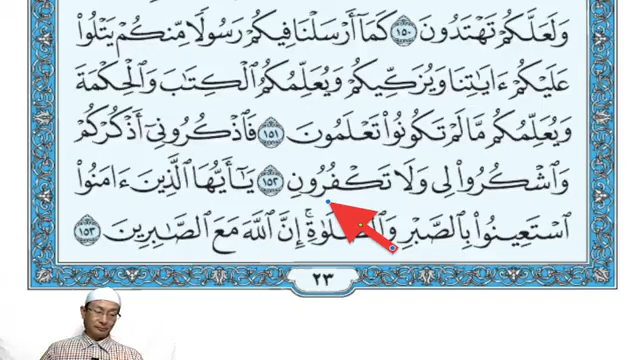 وَلَعَلَّكُمْ تَهْتَدُونَ ١٥٠ كَمَآ أَرْسَلْنَا فِيكُمْ رَسُولًا مِّنكُمْ يَتْلُوا۟
عَلَيْكُمْ ءَايَٰتِنَا وَيُزَكِّيكُمْ وَيُعَلِّمُكُمُ ٱلْكِتَٰبَ وَٱلْحِكْمَةَ
وَيُعَلِّمُكُم مَّا لَمْ تَكُونُوا۟ تَعْلَمُونَ ١٥١ فَٱذْكُرُونِىٓ أَذْكُرْكُمْ
وَٱشْكُرُوا۟ لِى وَلَا تَكْفُرُونِ ١٥٢ يَٰٓأَيُّهَا ٱلَّذِينَ ءَامَنُوا۟
ٱسْتَعِينُوا۟ بِٱلصَّبْرِ وَٱلصَّلَوٰةِ ۚ إِنَّ ٱللَّهَ مَعَ ٱلصَّٰبِرِينَ ١٥٣
٢٣